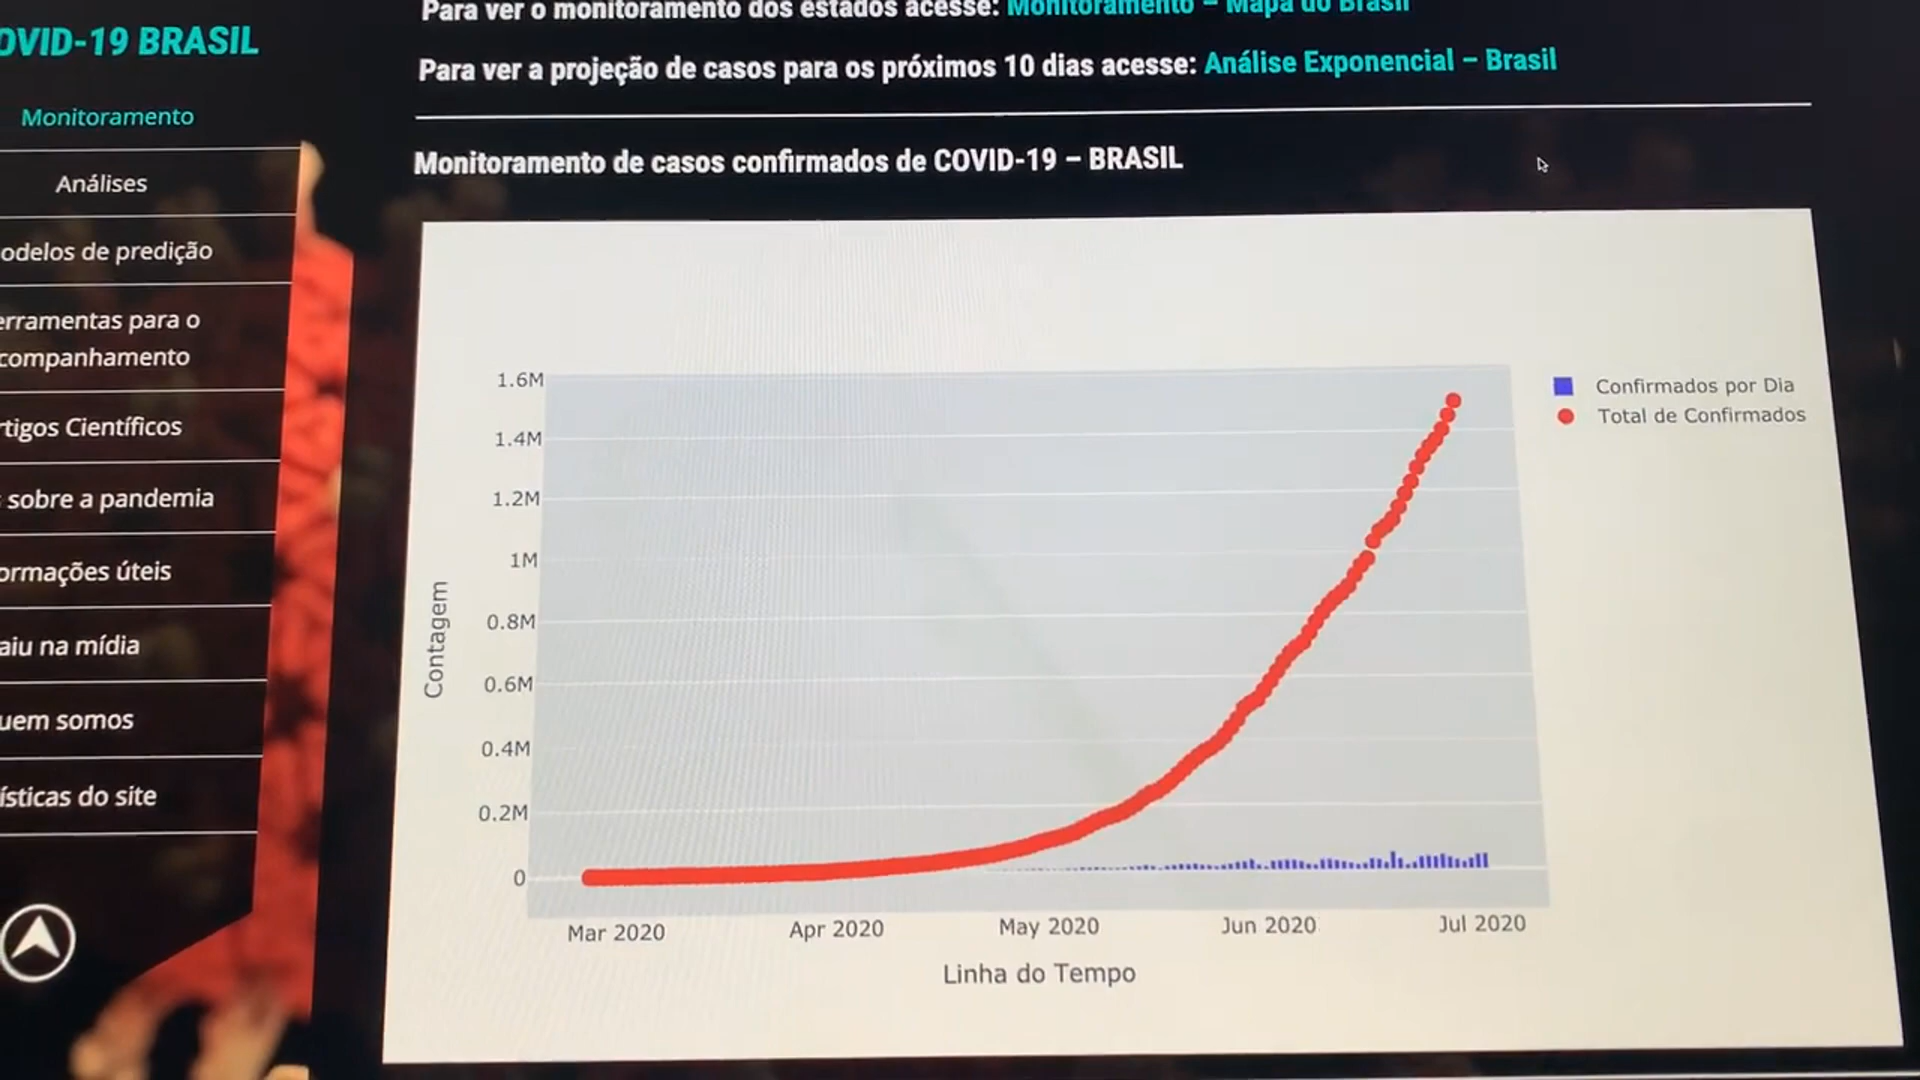 Para ver o monitoramento dos estados acesse: Monitoramento – Mapa do Brasil
OVID-19 BRASIL
Para ver a projeção de casos para os próximos 10 dias acesse: Análise Exponencial – Brasil
Monitoramento
Análises
odelos de predição
erramentas para o
companhamento
rtigos Científicos
sobre a pandemia
ormações úteis
aiu na mídia
uem somos
ísticas do site
Monitoramento de casos confirmados de COVID-19 – BRASIL
1.6M
1.4M
1.2M
1M
0.8M
0.6M
0.4M
0.2M
0
Contagem
Mar 2020
Apr 2020
May 2020
Jun 2020
Jul 2020
Linha do Tempo
Confirmados por Dia
Total de Confirmados